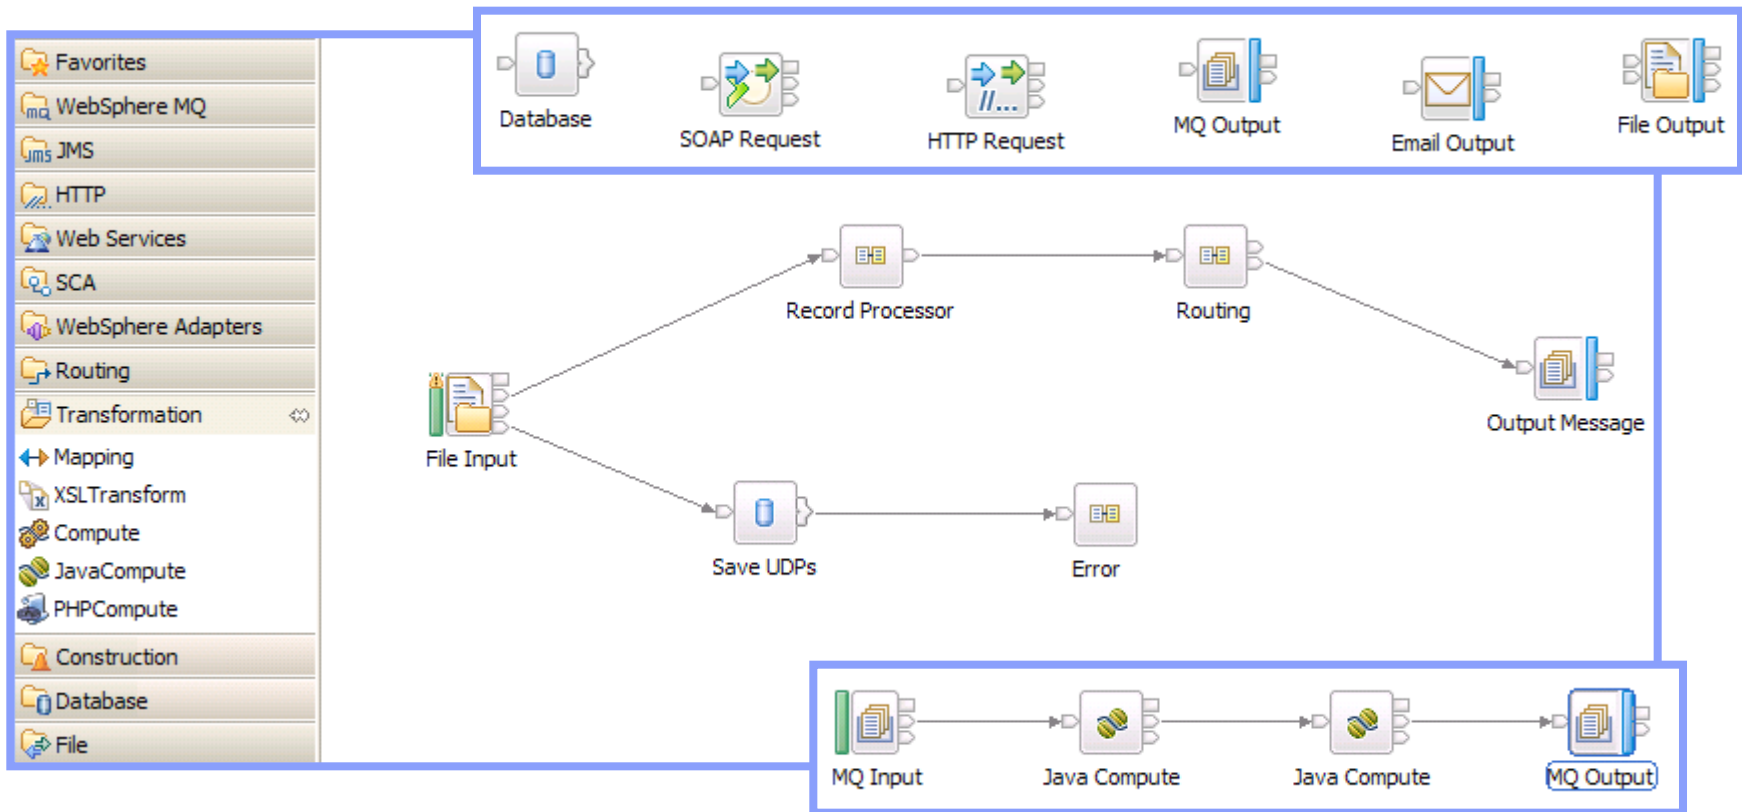 Favorites
WebSphere MQ
JMS
HTTP
Web Services
SCA
WebSphere Adapters
Routing
Transformation
Mapping
XSLTransform
Compute
JavaCompute
PHPCompute
Construction
Database
File
Database
SOAP Request
HTTP Request
MQ Output
Email Output
File Output
Record Processor
Routing
Output Message
File Input
Save UDPs
Error
MQ Input
Java Compute
Java Compute
MQ Output